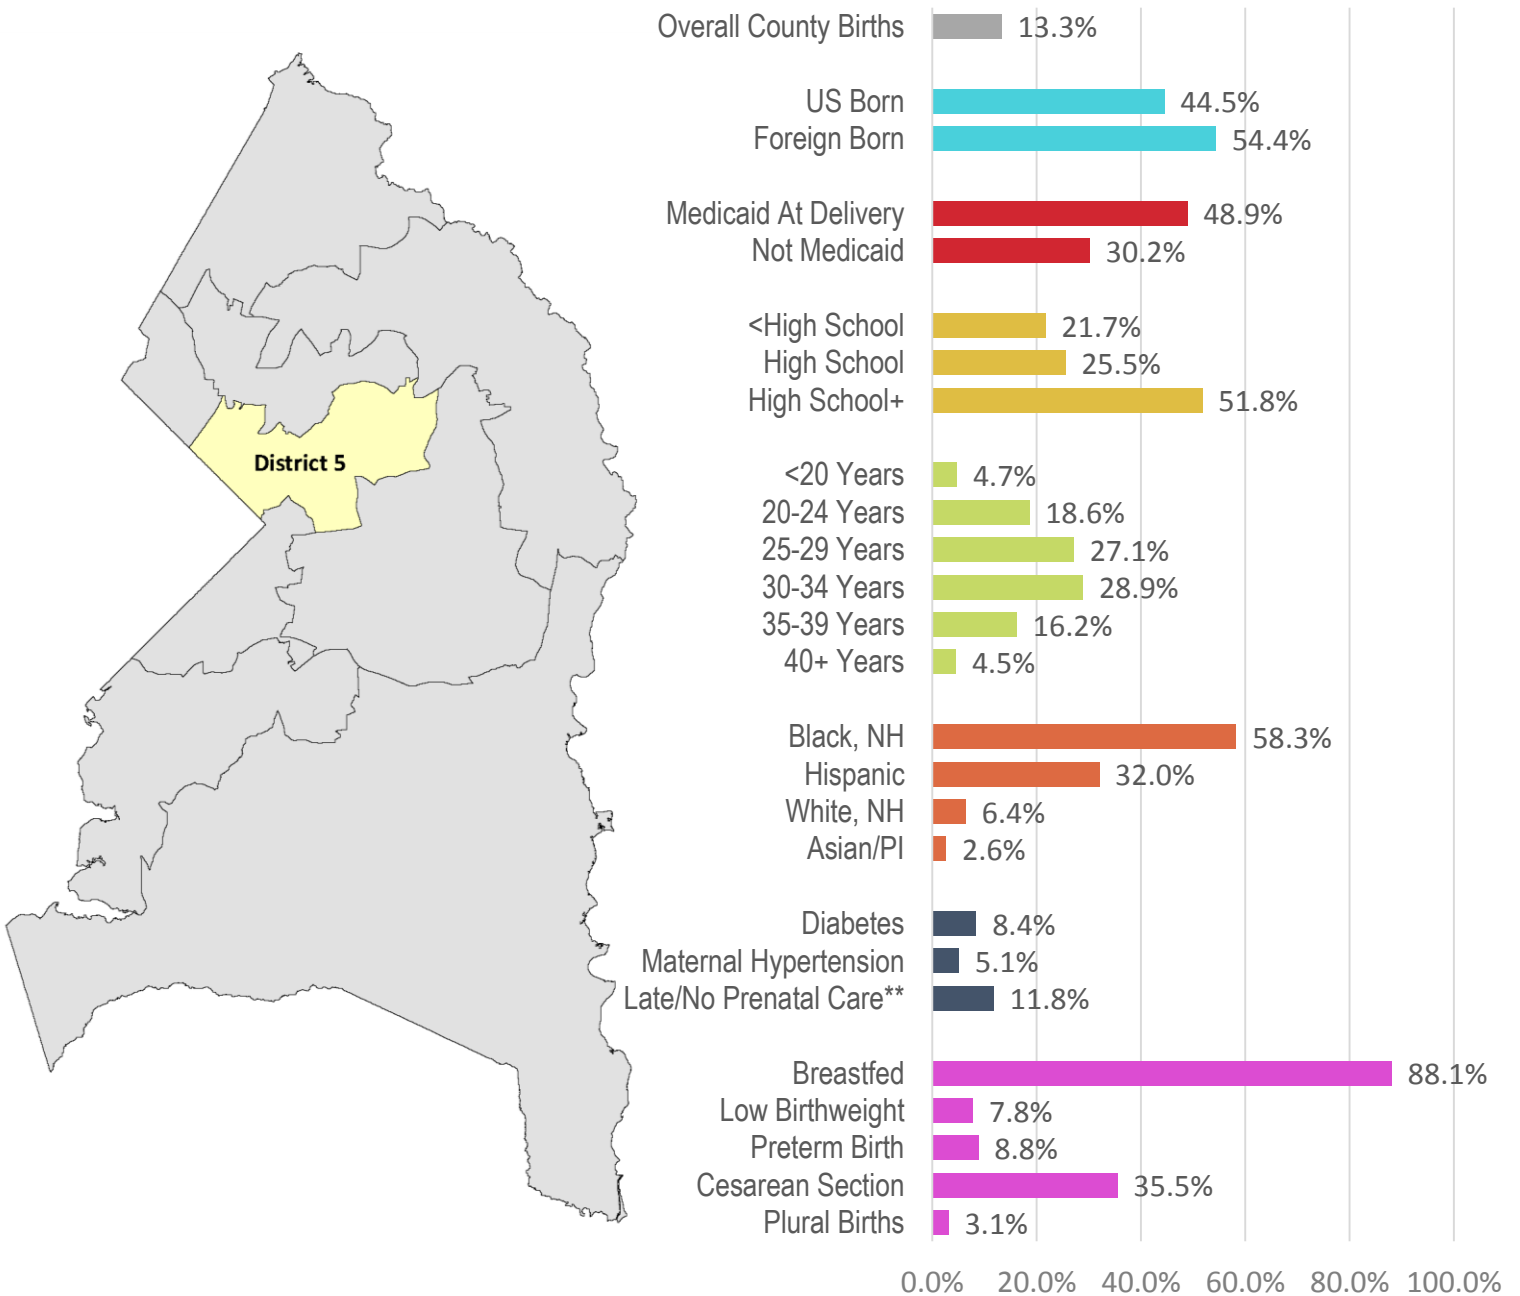 District 5
Overall County Births 13.3%
US Born 44.5%
Foreign Born 54.4%
Medicaid At Delivery 48.9%
Not Medicaid 30.2%
<High School 21.7%
High School 25.5%
High School+ 51.8%
<20 Years 4.7%
20-24 Years 18.6%
25-29 Years 27.1%
30-34 Years 28.9%
35-39 Years 16.2%
40+ Years 4.5%
Black, NH 58.3%
Hispanic 32.0%
White, NH 6.4%
Asian/PI 2.6%
Diabetes 8.4%
Maternal Hypertension 5.1%
Late/No Prenatal Care** 11.8%
Breastfed 88.1%
Low Birthweight 7.8%
Preterm Birth 8.8%
Cesarean Section 35.5%
Plural Births 3.1%
0.0% 20.0% 40.0% 60.0% 80.0% 100.0%